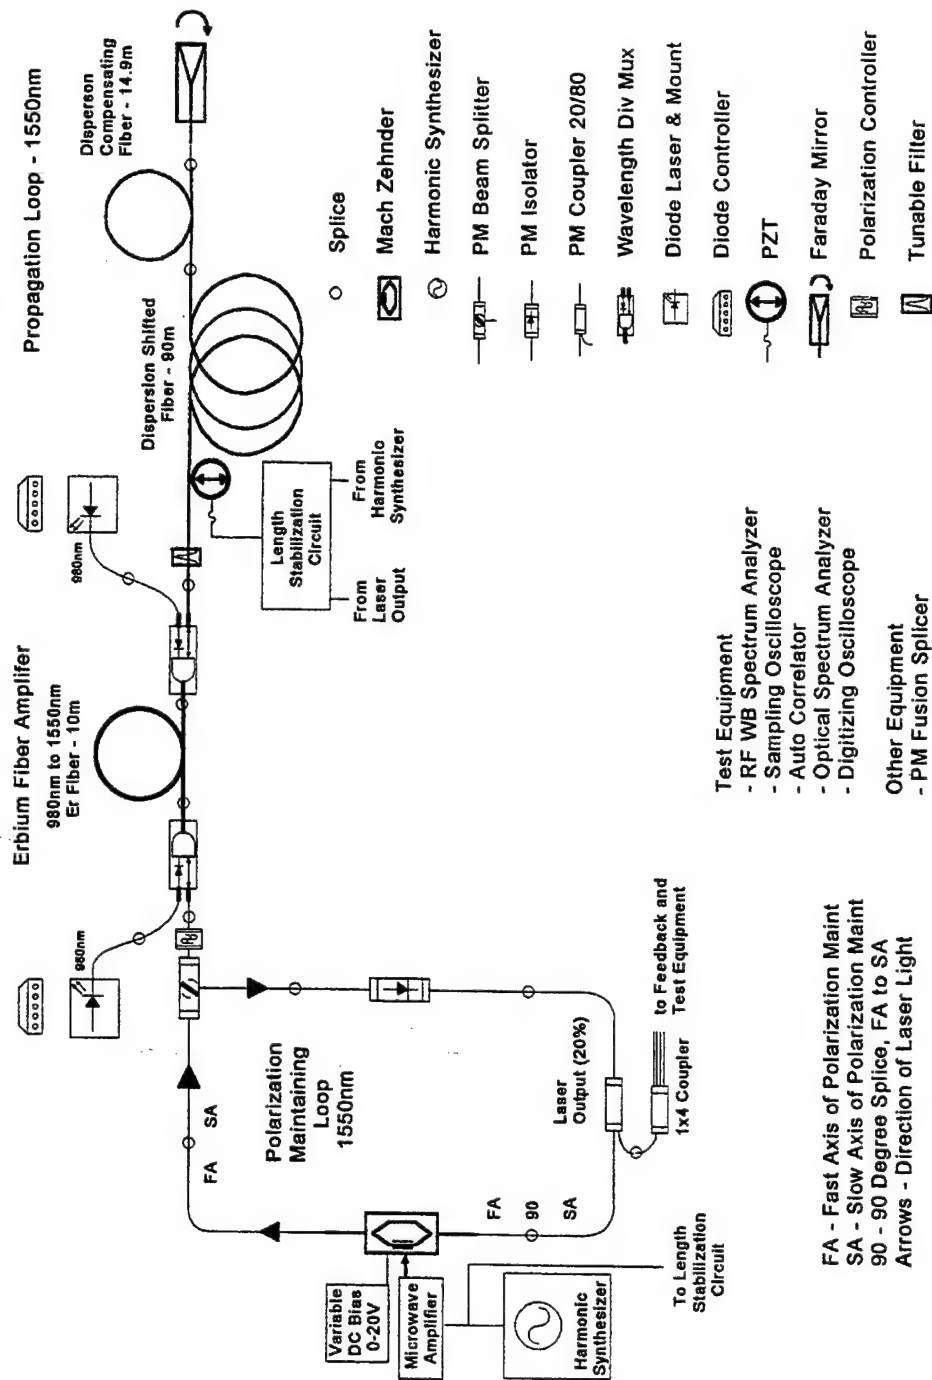 Erbium Fiber Amplifer
980nm to 1550nm
Er Fiber - 10m
Propagation Loop - 1550nm
Disperson
Compensating
Fiber - 14.9m
Dispersion Shifted
Fiber - 90m
980nm
980nm
Length
Stabilization
Circuit
From
Laser
Output
From
Harmonic
Synthesizer
FA
SA
Polarization
Maintaining
Loop
1550nm
Variable
DC Bias
0-20V
Microwave
Amplifier
Harmonic
Synthesizer
FA
90
SA
To Length
Stabilization
Circuit
Laser
Output (20%)
1x4 Coupler
to Feedback and
Test Equipment
Splice
Mach Zehnder
Harmonic Synthesizer
PM Beam Splitter
PM Isolator
PM Coupler 20/80
Wavelength Div Mux
Diode Laser & Mount
Diode Controller
PZT
Faraday Mirror
Polarization Controller
Tunable Filter
FA - Fast Axis of Polarization Maint
SA - Slow Axis of Polarization Maint
90 - 90 Degree Splice, FA to SA
Arrows - Direction of Laser Light
Test Equipment
- RF WB Spectrum Analyzer
- Sampling Oscilloscope
- Auto Correlator
- Optical Spectrum Analyzer
- Digitizing Oscilloscope
Other Equipment
- PM Fusion Splicer